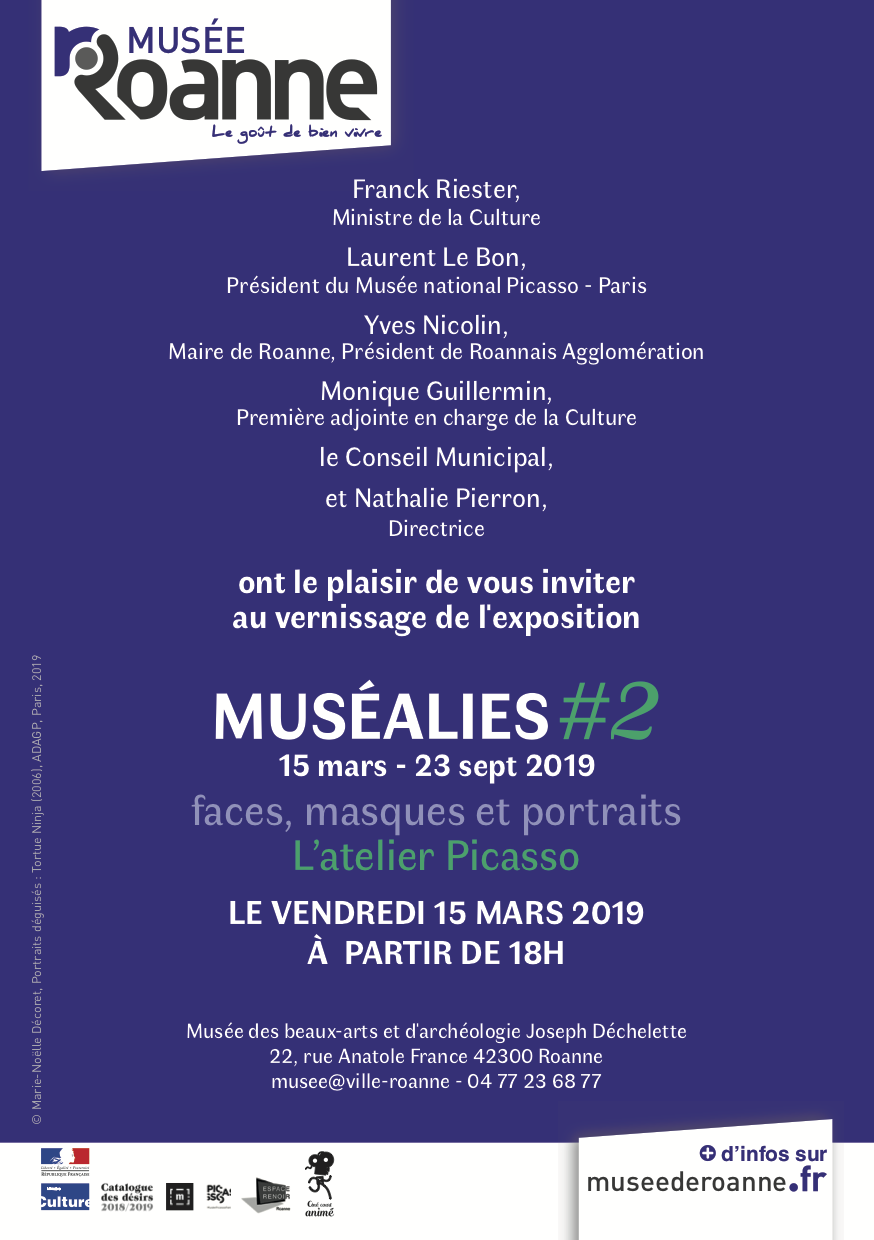 MUSÉE
Roanne
Le goût de bien vivre
Franck Riester,
Ministre de la Culture
Laurent Le Bon,
Président du Musée national Picasso - Paris
Yves Nicolin,
Maire de Roanne, Président de Roannais Agglomération
Monique Guillermin,
Première adjointe en charge de la Culture
le Conseil Municipal,
et Nathalie Pierron,
Directrice
ont le plaisir de vous inviter
au vernissage de l'exposition
MUSÉALIES #2
15 mars - 23 sept 2019
faces, masques et portraits
L’atelier Picasso
LE VENDREDI 15 MARS 2019
À PARTIR DE 18H
Musée des beaux-arts et d'archéologie Joseph Déchelette
22, rue Anatole France 42300 Roanne
musee@ville-roanne - 04 77 23 68 77
© Marie-Noëlle Décoret, Portraits déguisés : Tortue Ninja (2006), ADAGP, Paris, 2019
RÉPUBLIQUE FRANÇAISE
Culture
Catalogue
des désirs
2018/2019
[m]
PICA!
ISSO
ESPACE
RENOIR
Roanne
Ciné court
animé
+ d’infos sur
museederoanne.fr